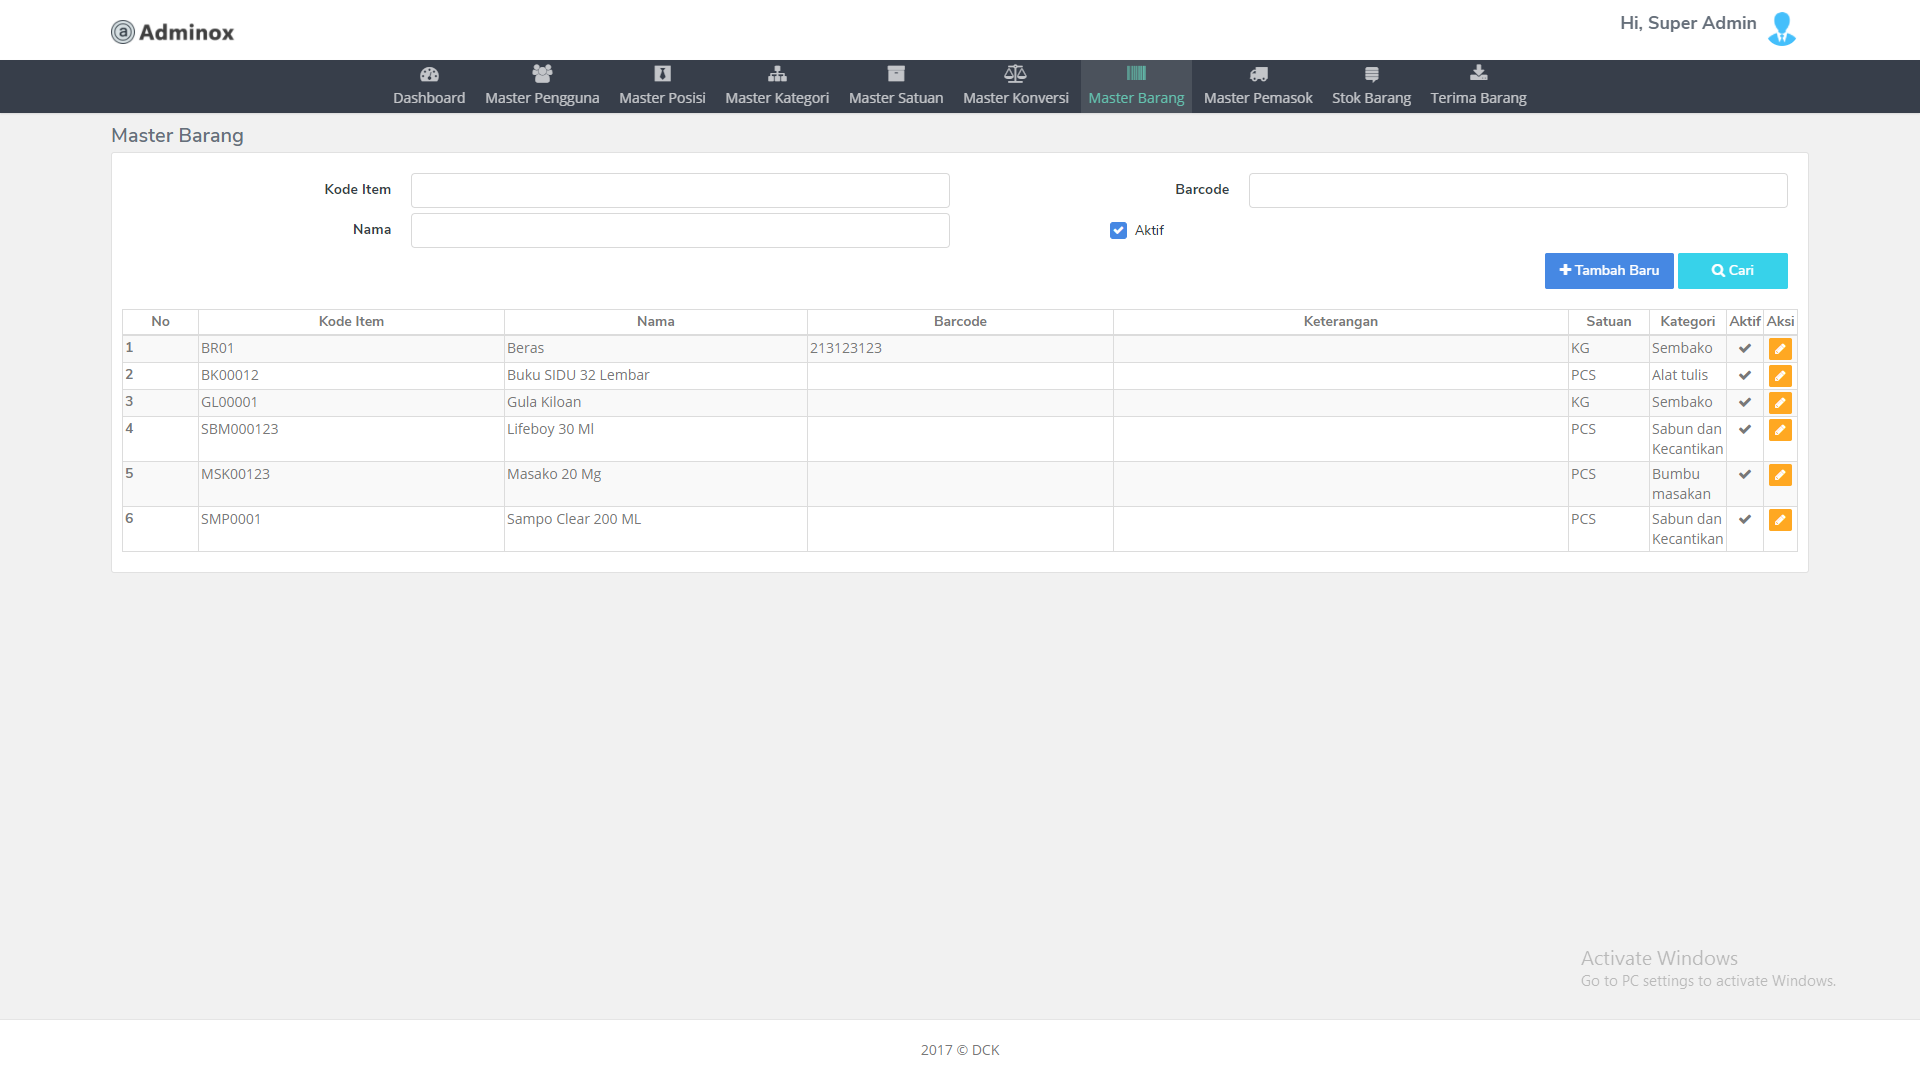 Adminox
Hi, Super Admin
Dashboard Master Pengguna Master Posisi Master Kategori Master Satuan Master Konversi Master Barang Master Pemasok Stok Barang Terima Barang
Master Barang
Kode Item Barcode
Nama Aktif
Tambah Baru Cari
No Kode Item Nama Barcode Keterangan Satuan Kategori Aktif Aksi
1 BR01 Beras 213123123 KG Sembako
2 BK00012 Buku SIDU 32 Lembar PCS Alat tulis
3 GL00001 Gula Kiloan KG Sembako
4 SBM000123 Lifeboy 30 Ml PCS Sabun dan
Kecantikan
5 MSK00123 Masako 20 Mg PCS Bumbu
masakan
6 SMP0001 Sampo Clear 200 ML PCS Sabun dan
Kecantikan
Activate Windows
Go to PC settings to activate Windows.
2017 © DCK